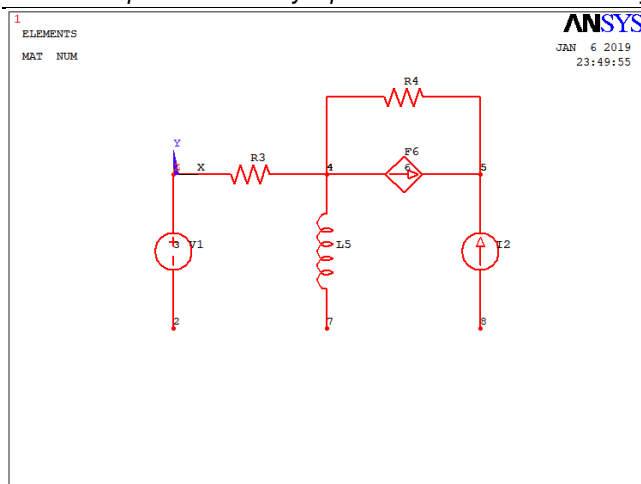 1
ELEMENTS
MAT NUM
ANSYS
JAN 6 2019
23:49:55
R4
Y
X
R3
4
F6
6
5
3
V1
L5
I2
2
7
8